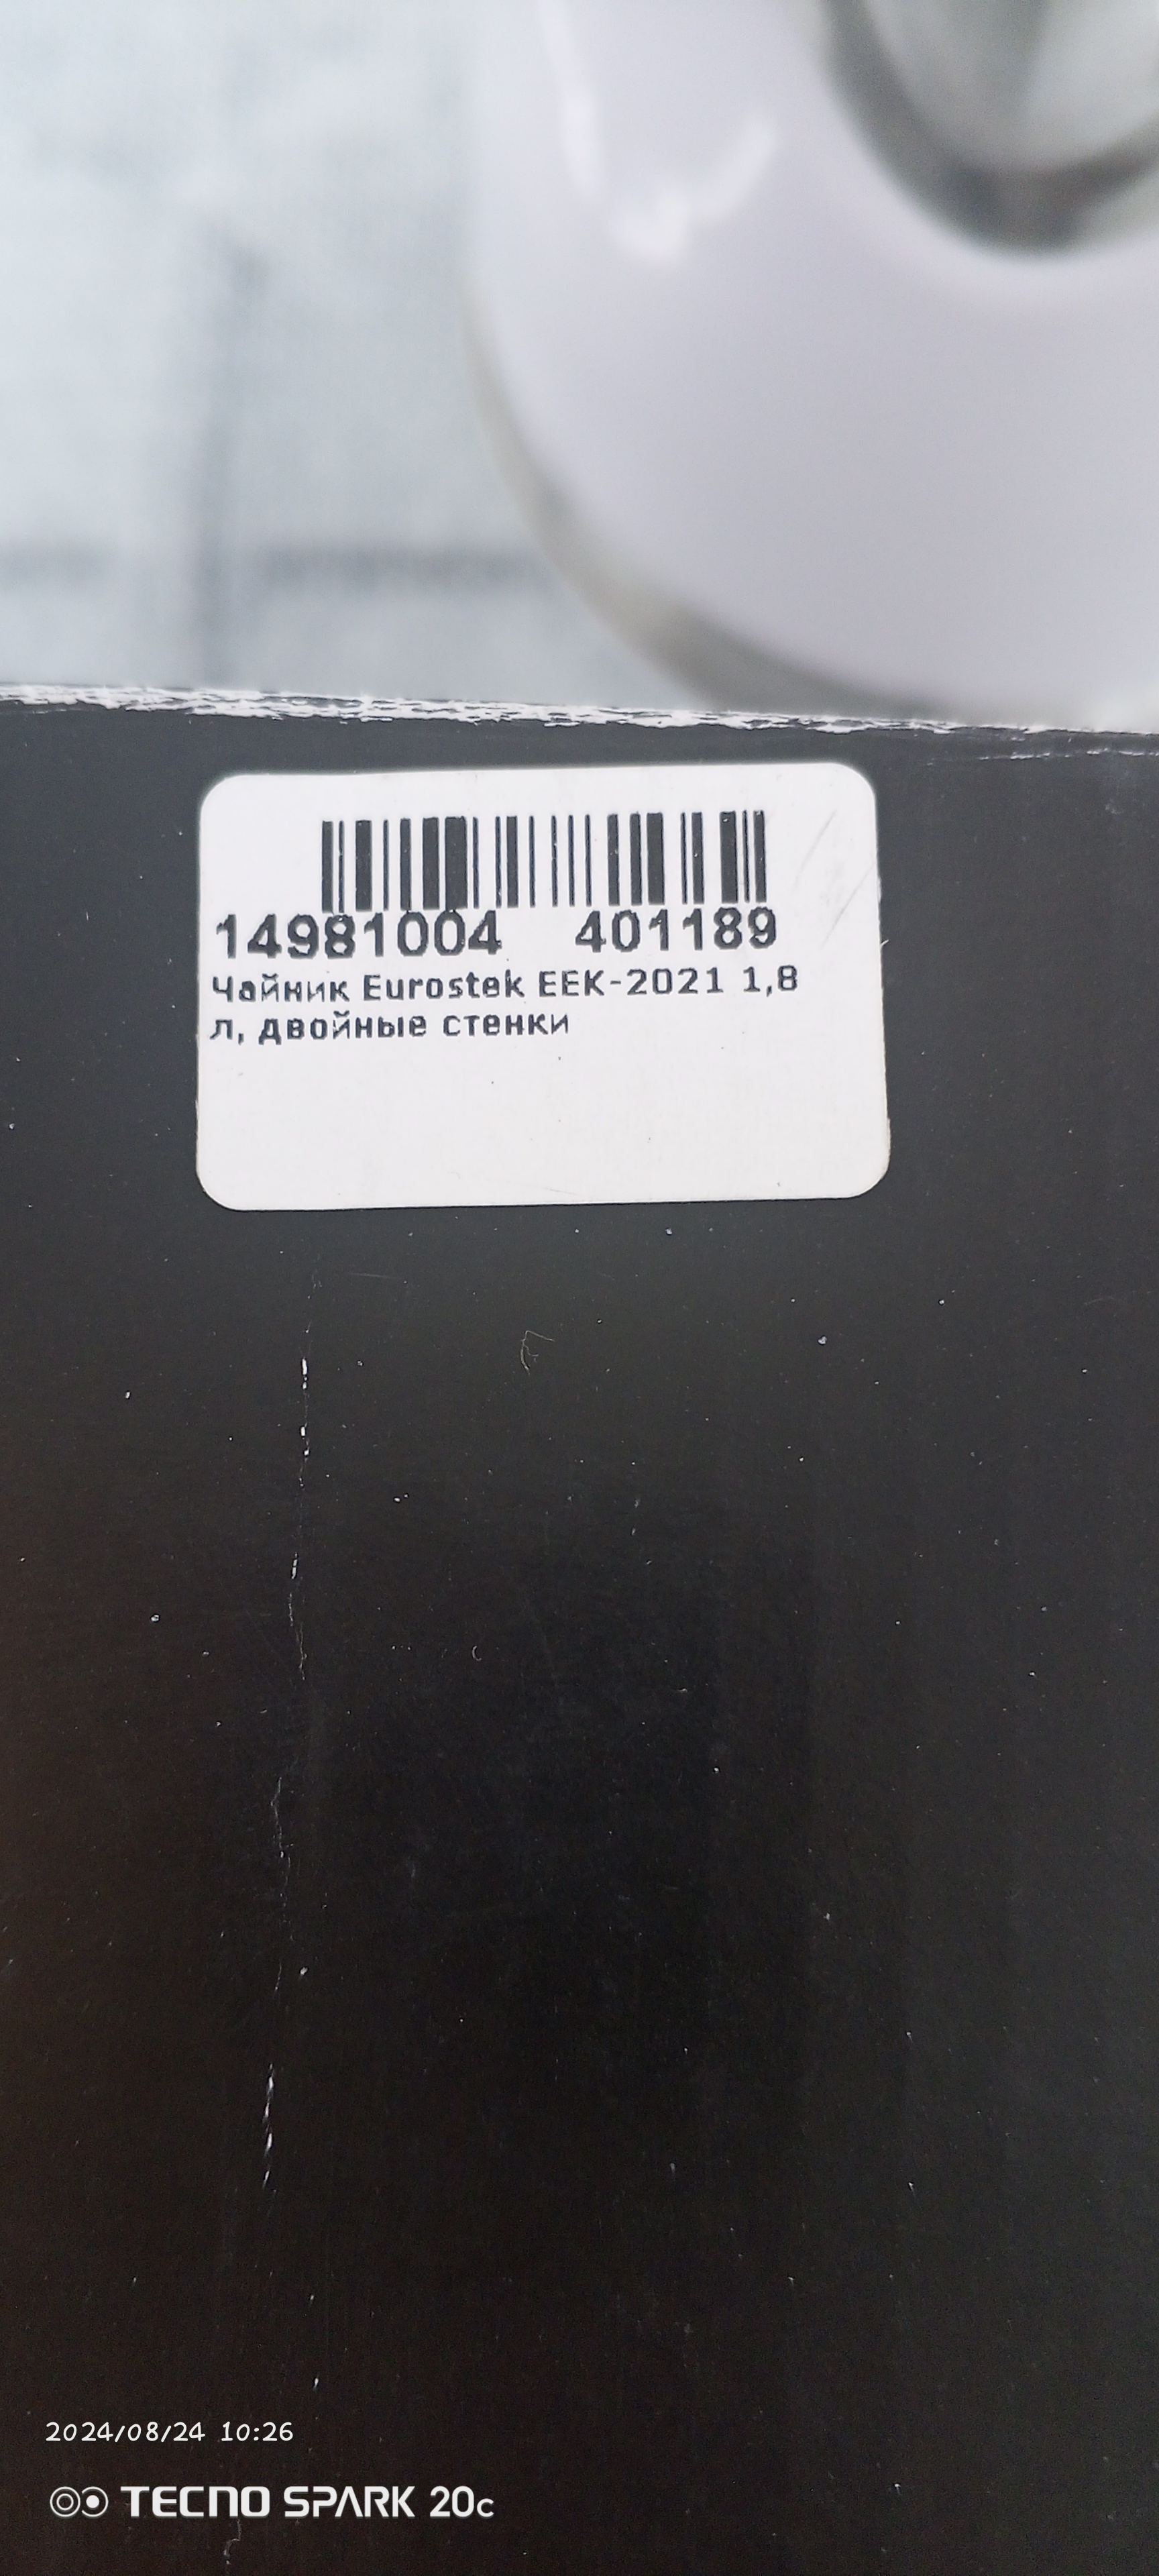 14981004 401189
Чайник Eurostek EEK-2021 1,8
л, двойные стенки
2024/08/24 10:26
TECNO SPARK 20c